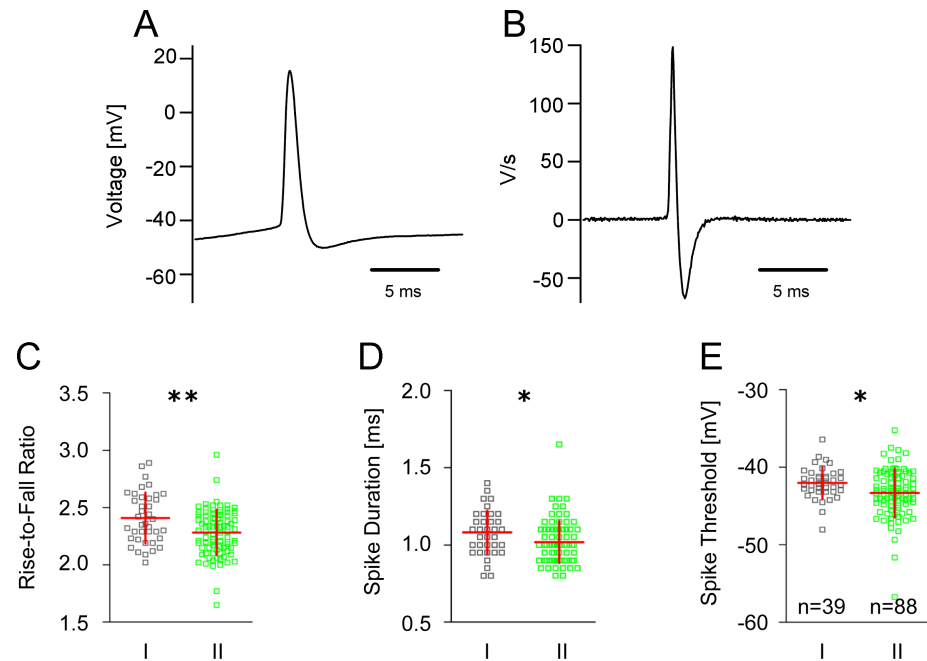 A
Voltage [mV]
20
0
-20
-40
-60
5 ms
B
V/s
150
100
50
0
-50
5 ms
C
Rise-to-Fall Ratio
3.5
3.0
2.5
2.0
1.5
**
I II
D
Spike Duration [ms]
2.0
1.5
1.0
0.5
*
I II
E
Spike Threshold [mV]
-30
-40
-50
-60
*
n=39 n=88
I II